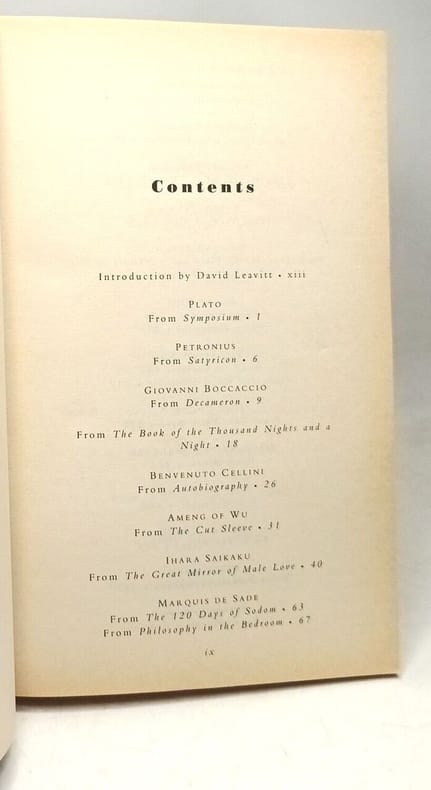 Contents
Introduction by David Leavitt • xiii
PLATO
From Symposium • 1
PETRONIUS
From Satyricon • 6
GIOVANNI BOCCACCIO
From Decameron • 9
From The Book of the Thousand Nights and a
Night • 18
BENVENUTO CELLINI
From Autobiography • 26
AMENG OF WU
From The Cut Sleeve • 31
IHARA SAIKAKU
From The Great Mirror of Male Love • 40
MARQUIS DE SADE
From The 120 Days of Sodom • 63
From Philosophy in the Bedroom • 67
ix